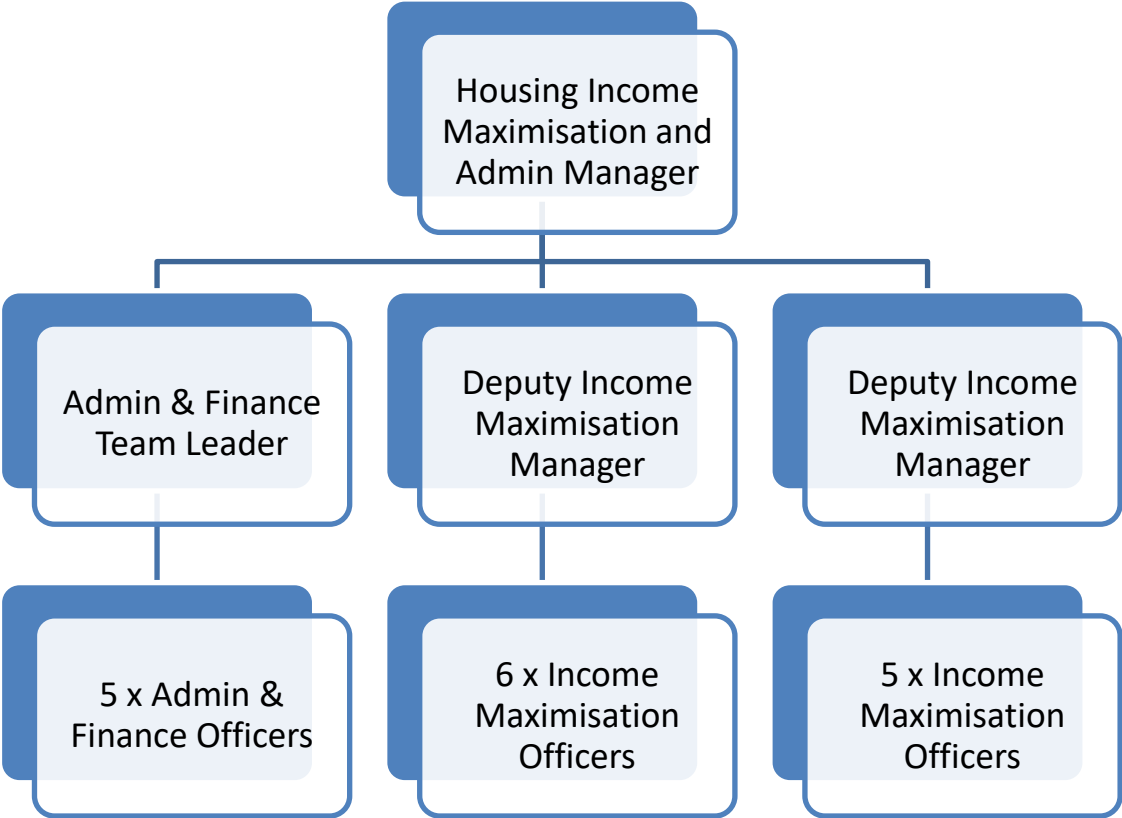 Housing Income
Maximisation and
Admin Manager
Admin & Finance
Team Leader
Deputy Income
Maximisation
Manager
Deputy Income
Maximisation
Manager
5 x Admin &
Finance Officers
6 x Income
Maximisation
Officers
5 x Income
Maximisation
Officers